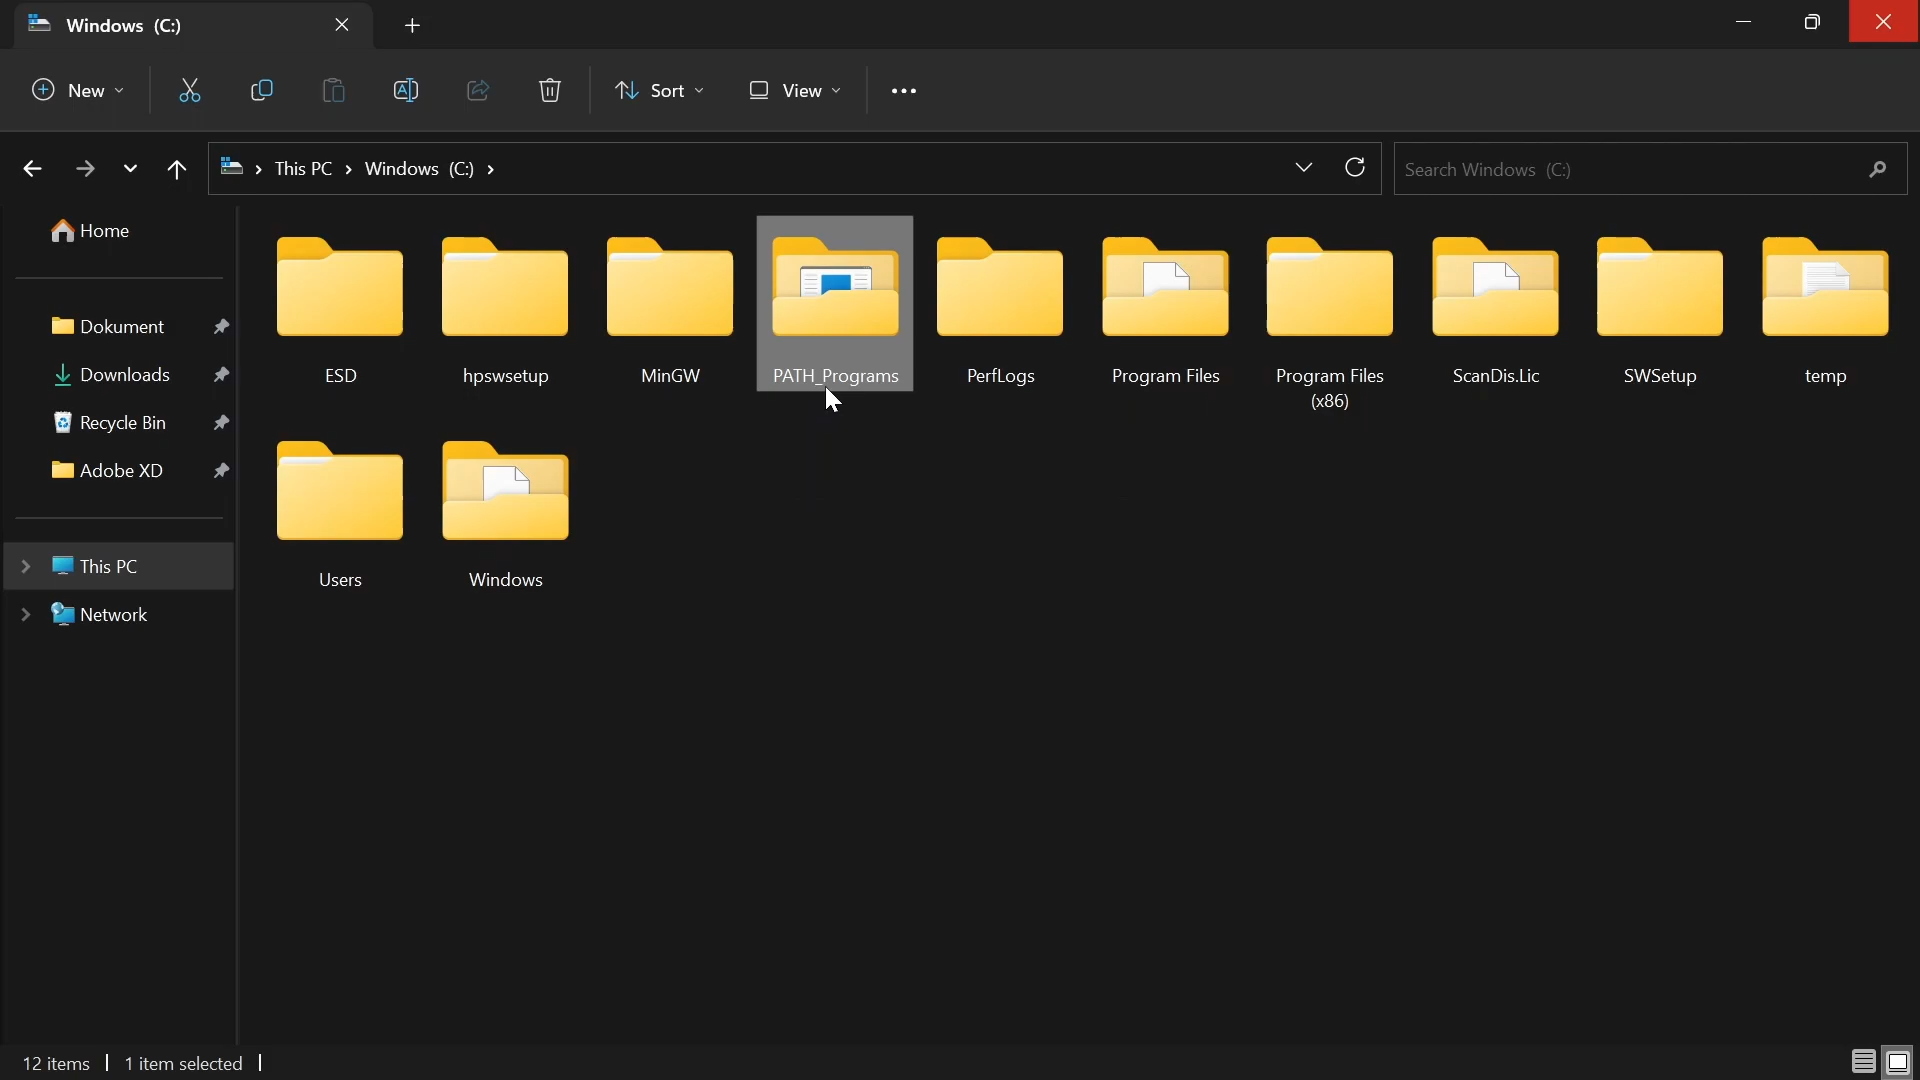 Windows (C:)
New
Sort
View
This PC
Windows (C:)
Search Windows (C:)
Home
Dokument
Downloads
Recycle Bin
Adobe XD
This PC
Network
ESD
hpswsetup
MinGW
PATH_Programs
PerfLogs
Program Files
Program Files
(x86)
ScanDis.Lic
SWSetup
temp
Users
Windows
12 items
1 item selected